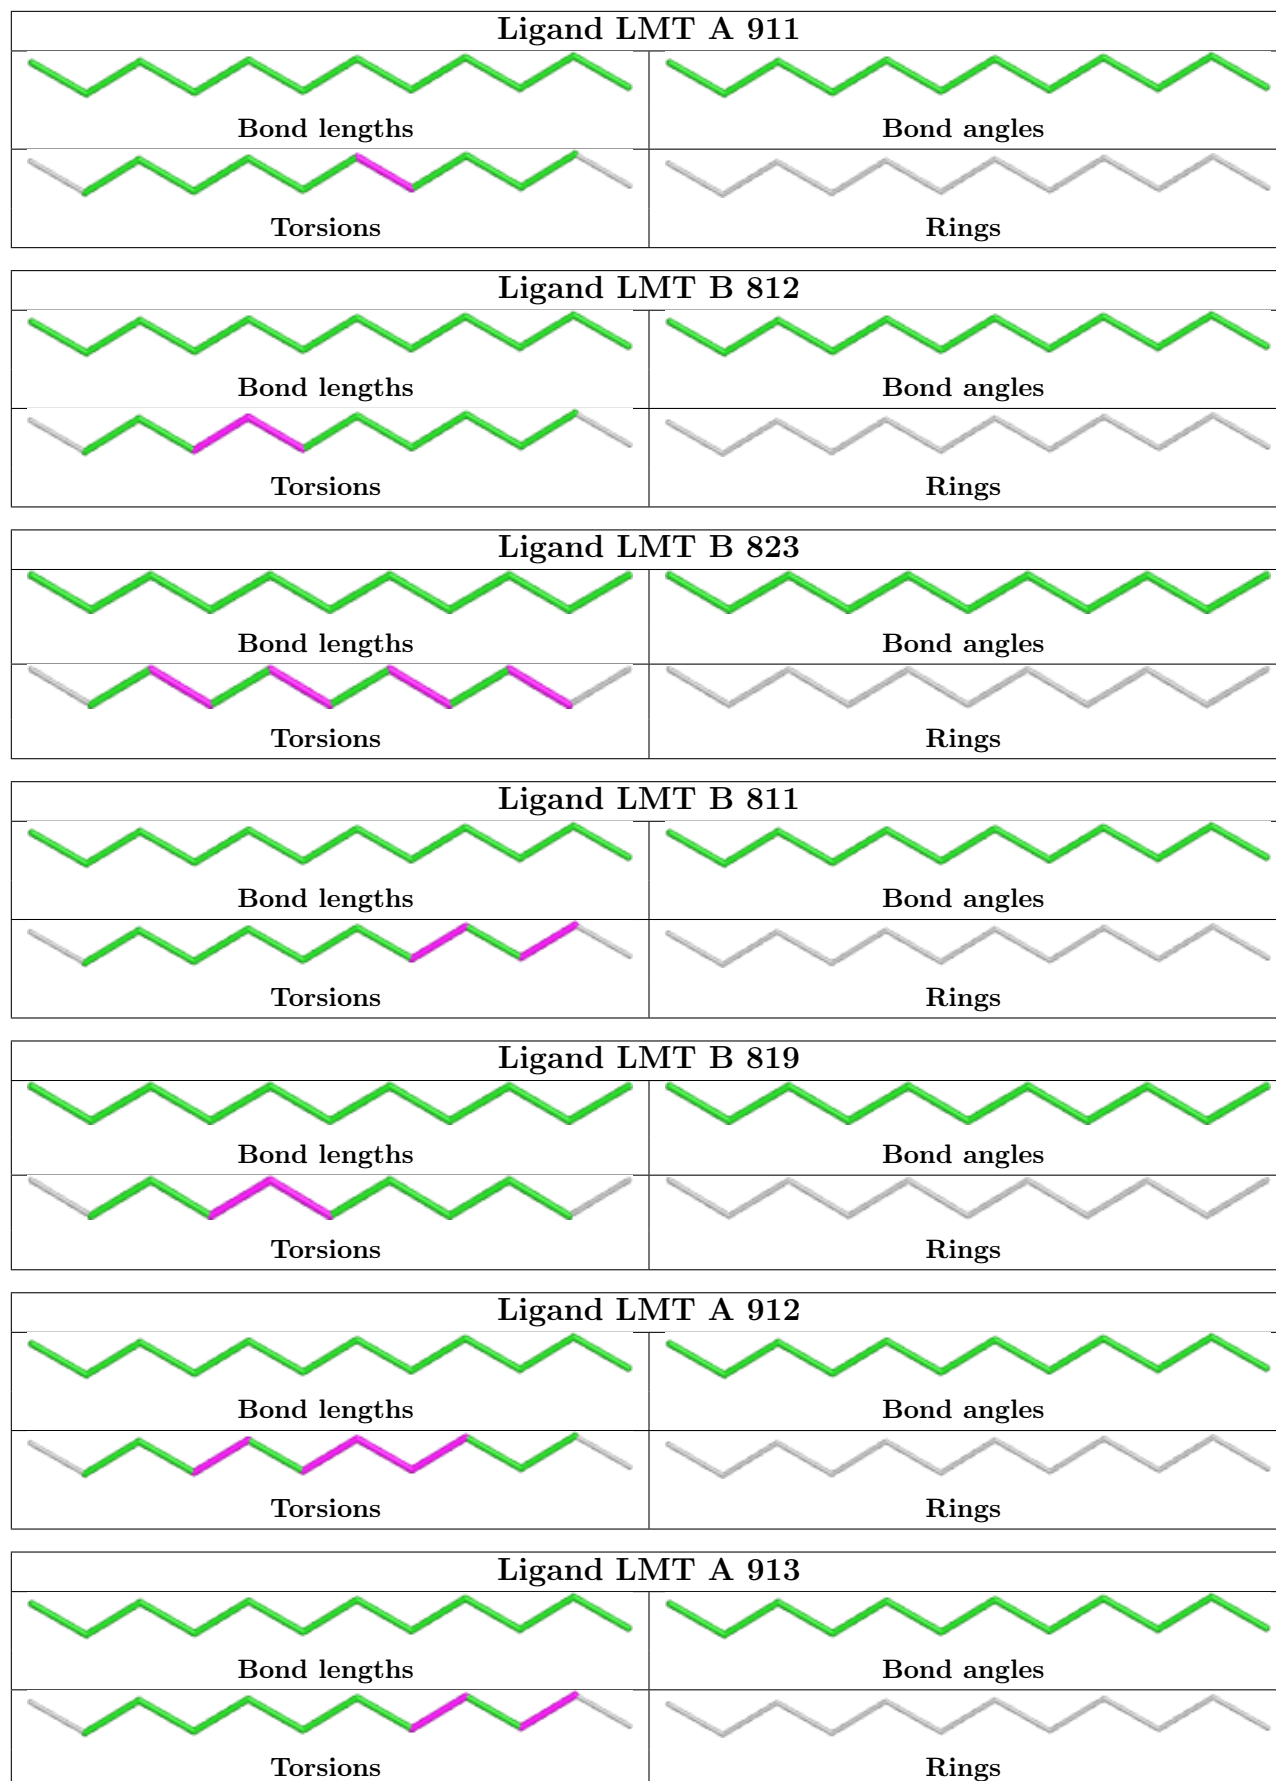 Ligand LMT A 911
Bond lengths Bond angles
Torsions Rings
Ligand LMT B 812
Bond lengths Bond angles
Torsions Rings
Ligand LMT B 823
Bond lengths Bond angles
Torsions Rings
Ligand LMT B 811
Bond lengths Bond angles
Torsions Rings
Ligand LMT B 819
Bond lengths Bond angles
Torsions Rings
Ligand LMT A 912
Bond lengths Bond angles
Torsions Rings
Ligand LMT A 913
Bond lengths Bond angles
Torsions Rings